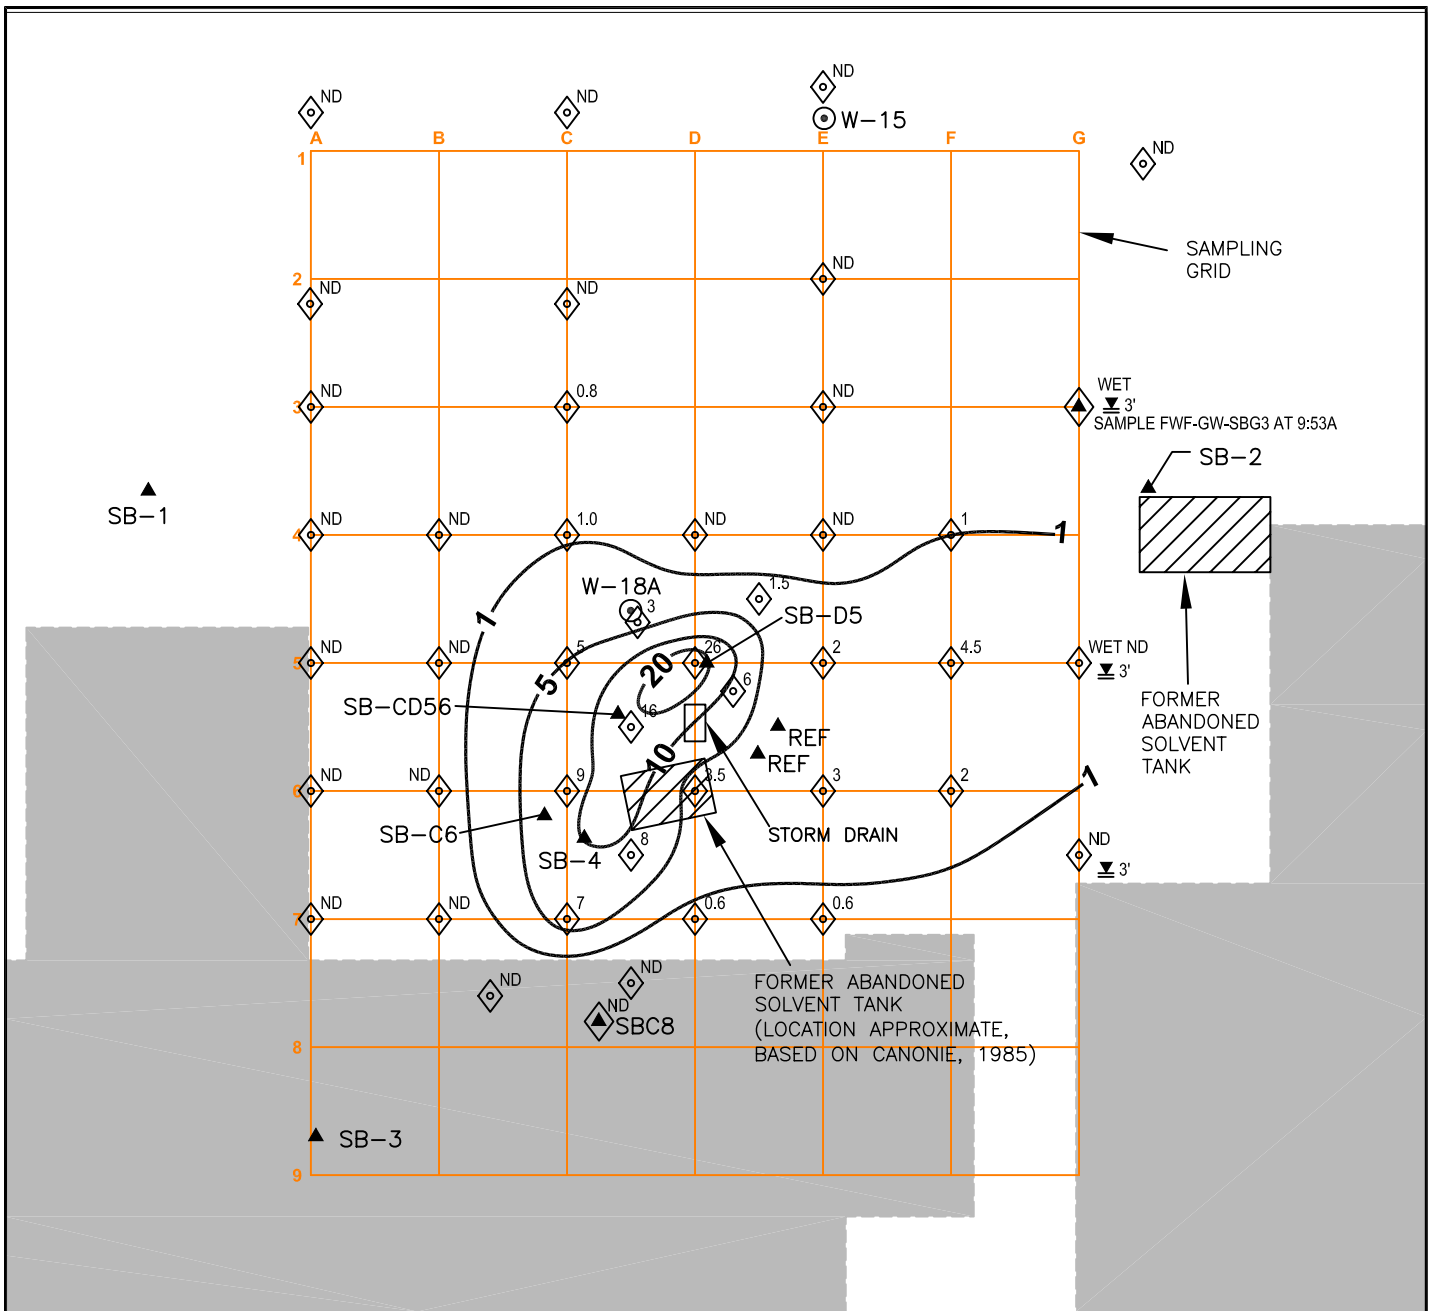 ND
ND
ND
W-15
A
B
C
D
E
F
G
1
ND
SAMPLING
GRID
2
ND
ND
ND
3
ND
0.8
ND
WET
3'
SAMPLE FWF-GW-SBG3 AT 9:53A
SB-2
SB-1
4
ND
ND
1.0
ND
ND
1
1
W-18A
3
1.5
1
SB-D5
5
ND
ND
5
26
2
4.5
WET ND
3'
20
5
6
SB-CD56
16
REF
REF
10
FORMER
ABANDONED
SOLVENT
TANK
6
ND
ND
9
3.5
3
2
1
SB-C6
SB-4
8
STORM DRAIN
ND
3'
7
ND
ND
7
0.6
0.6
ND
ND
ND
SBC8
FORMER ABANDONED
SOLVENT TANK
(LOCATION APPROXIMATE,
BASED ON CANONIE, 1985)
8
SB-3
9